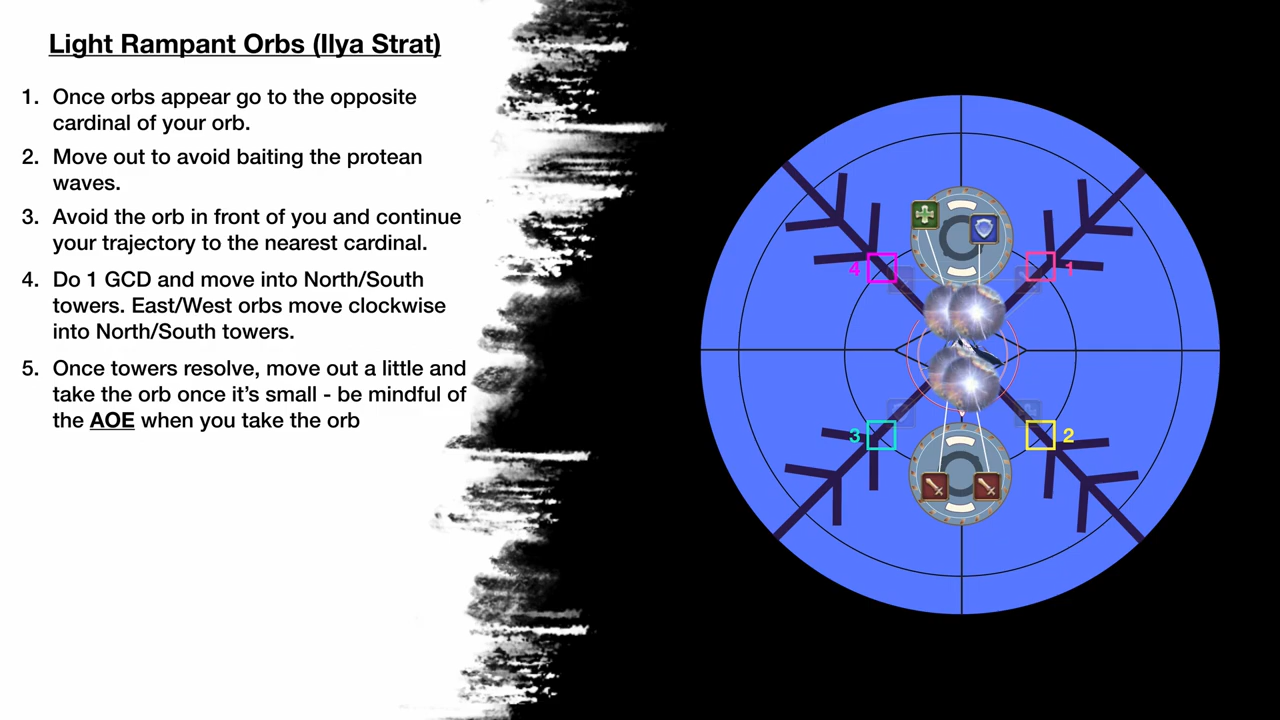 Light Rampant Orbs (Ilya Strat)
1. Once orbs appear go to the opposite
cardinal of your orb.
2. Move out to avoid baiting the protean
waves.
3. Avoid the orb in front of you and continue
your trajectory to the nearest cardinal.
4. Do 1 GCD and move into North/South
towers. East/West orbs move clockwise
into North/South towers.
5. Once towers resolve, move out a little and
take the orb once it’s small - be mindful of
the AOE when you take the orb
4
1
3
2